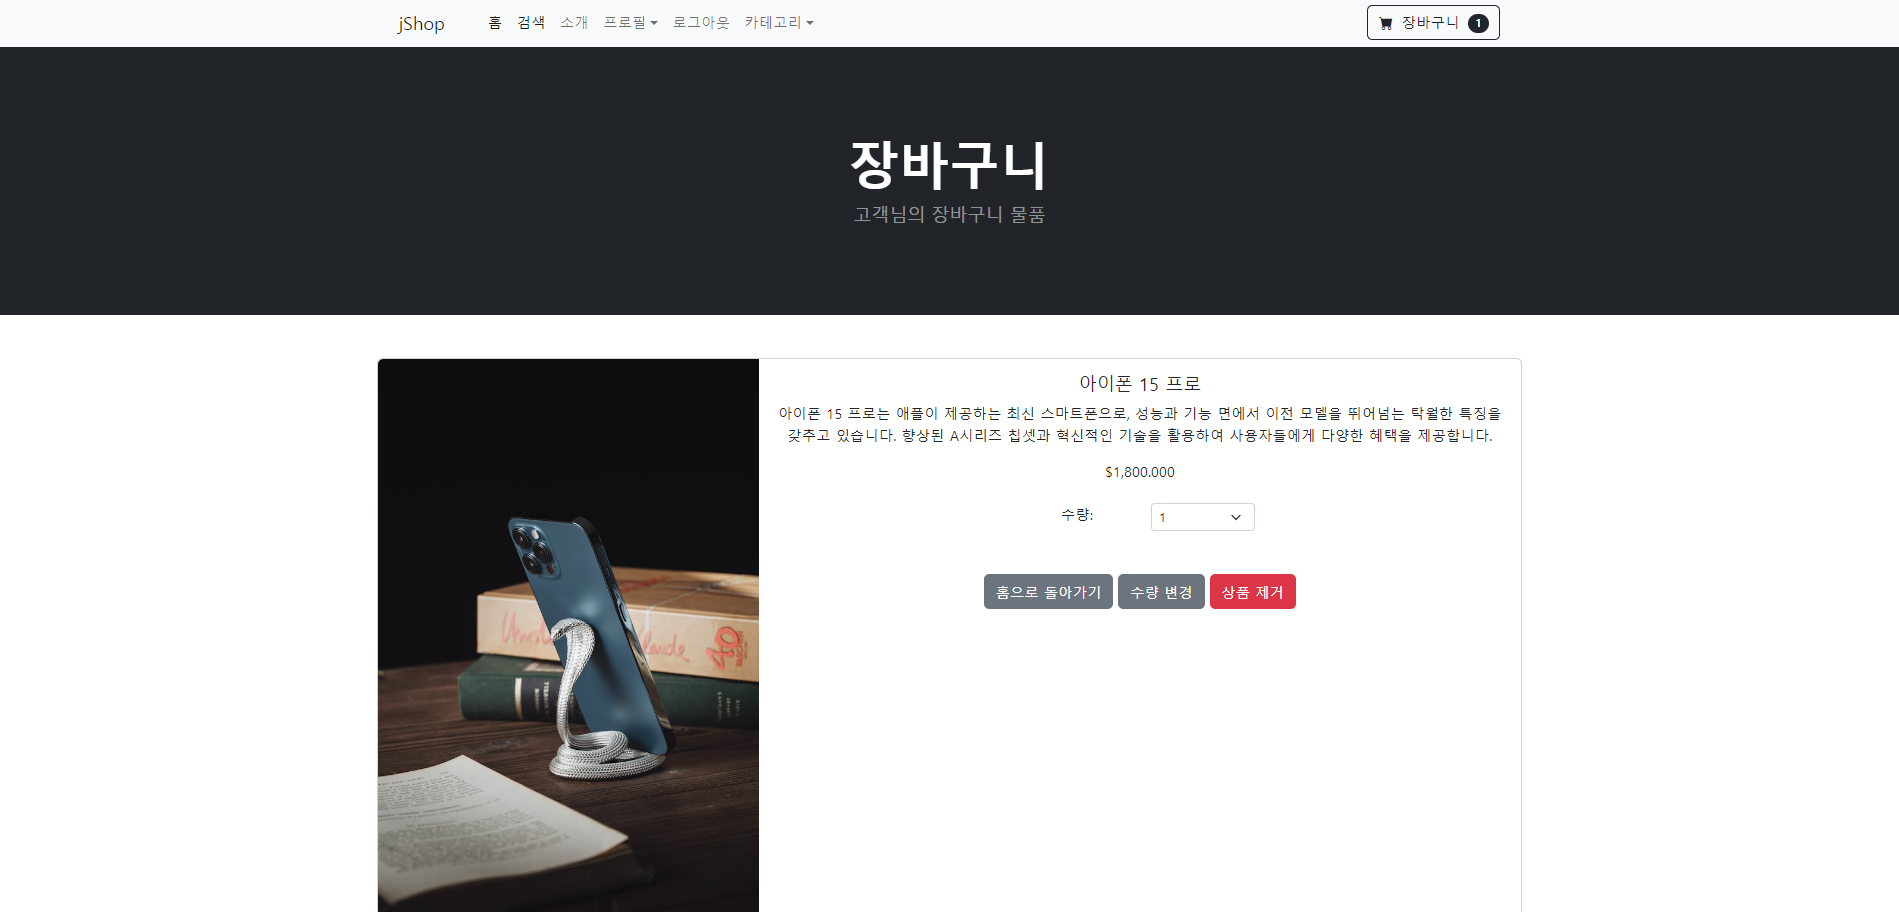 jShop 홈 검색 소개 프로필 로그아웃 카테고리 장바구니 1
장바구니
고객님의 장바구니 물품
아이폰 15 프로
아이폰 15 프로는 애플이 제공하는 최신 스마트폰으로, 성능과 기능 면에서 이전 모델을 뛰어넘는 탁월한 특징을
갖추고 있습니다. 향상된 A시리즈 칩셋과 혁신적인 기술을 활용하여 사용자들에게 다양한 혜택을 제공합니다.
$1,800.000
수량: 1
홈으로 돌아가기 수량 변경 상품 제거